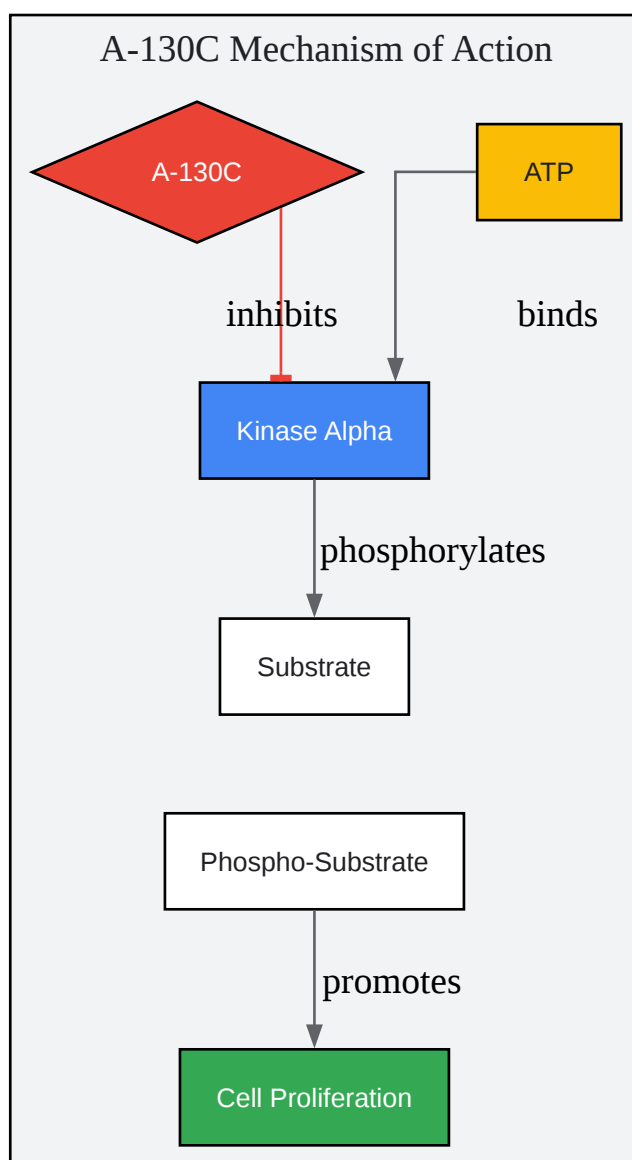 A-130C Mechanism of Action
A-130C
ATP
inhibits
binds
Kinase Alpha
phosphorylates
Substrate
Phospho-Substrate
promotes
Cell Proliferation